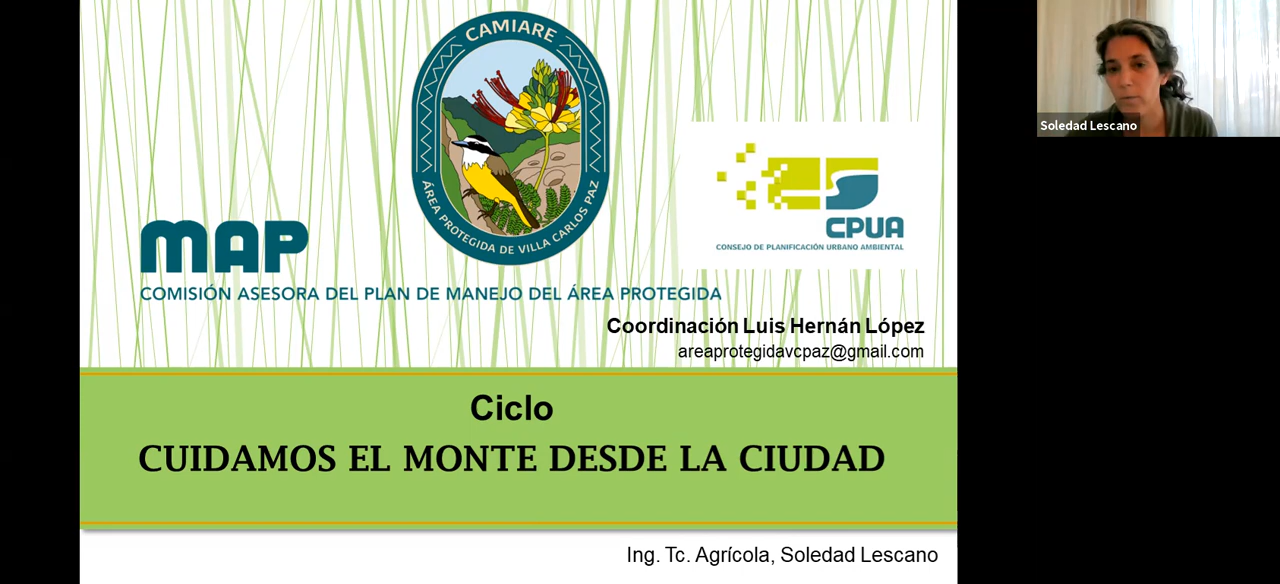 CAMIARE
ÁREA PROTEGIDA DE VILLA CARLOS PAZ
MAP
COMISIÓN ASESORA DEL PLAN DE MANEJO DEL ÁREA PROTEGIDA
CPUA
CONSEJO DE PLANIFICACIÓN URBANO AMBIENTAL
Coordinación Luis Hernán López
areaprotegidavcpaz@gmail.com
Ciclo
CUIDAMOS EL MONTE DESDE LA CIUDAD
Ing. Tc. Agrícola, Soledad Lescano
Soledad Lescano